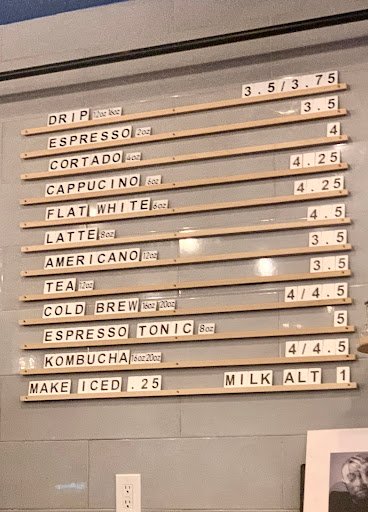 DRIP 12oz 16oz 3.5/3.75
ESPRESSO 2oz 3.5
CORTADO 4oz 4
CAPPUCINO 6oz 4.25
FLAT WHITE 6oz 4.25
LATTE 8oz 4.5
AMERICANO 12oz 3.5
TEA 12oz 3.5
COLD BREW 16oz 20oz 4/4.5
ESPRESSO TONIC 8oz 5
KOMBUCHA 16oz 20oz 4/4.5
MAKE ICED .25 MILK ALT 1